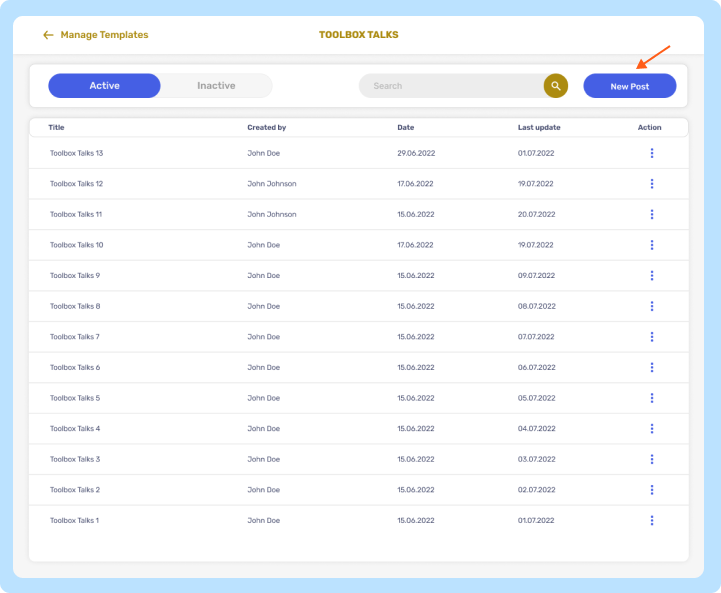 Manage Templates TOOLBOX TALKS
Active Inactive Search New Post
Title Created by Date Last update Action
Toolbox Talks 13 John Doe 29.06.2022 01.07.2022
Toolbox Talks 12 John Johnson 17.06.2022 19.07.2022
Toolbox Talks 11 John Johnson 15.06.2022 20.07.2022
Toolbox Talks 10 John Doe 17.06.2022 19.07.2022
Toolbox Talks 9 John Doe 15.06.2022 09.07.2022
Toolbox Talks 8 John Doe 15.06.2022 08.07.2022
Toolbox Talks 7 John Doe 15.06.2022 07.07.2022
Toolbox Talks 6 John Doe 15.06.2022 06.07.2022
Toolbox Talks 5 John Doe 15.06.2022 05.07.2022
Toolbox Talks 4 John Doe 15.06.2022 04.07.2022
Toolbox Talks 3 John Doe 15.06.2022 03.07.2022
Toolbox Talks 2 John Doe 15.06.2022 02.07.2022
Toolbox Talks 1 John Doe 15.06.2022 01.07.2022